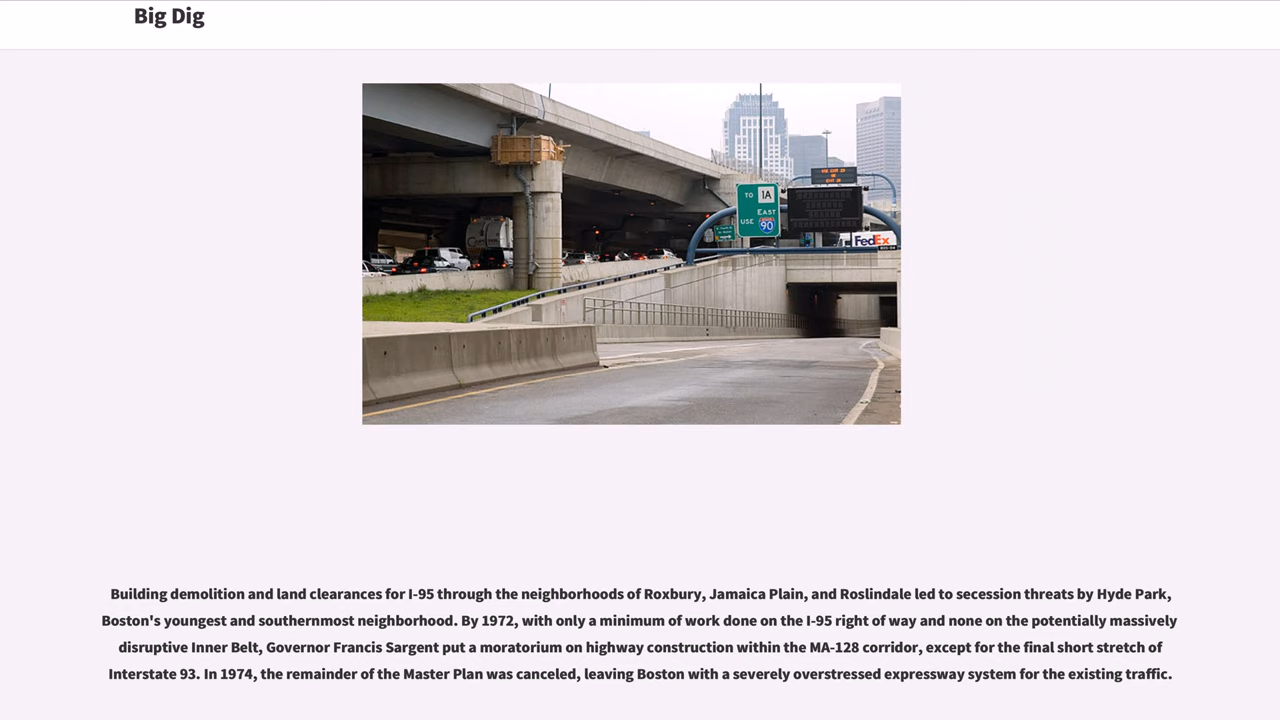 Big Dig
TO 1A
EAST
USE 90
FedEx
Building demolition and land clearances for I-95 through the neighborhoods of Roxbury, Jamaica Plain, and Roslindale led to secession threats by Hyde Park,
Boston's youngest and southernmost neighborhood. By 1972, with only a minimum of work done on the I-95 right of way and none on the potentially massively
disruptive Inner Belt, Governor Francis Sargent put a moratorium on highway construction within the MA-128 corridor, except for the final short stretch of
Interstate 93. In 1974, the remainder of the Master Plan was canceled, leaving Boston with a severely overstressed expressway system for the existing traffic.